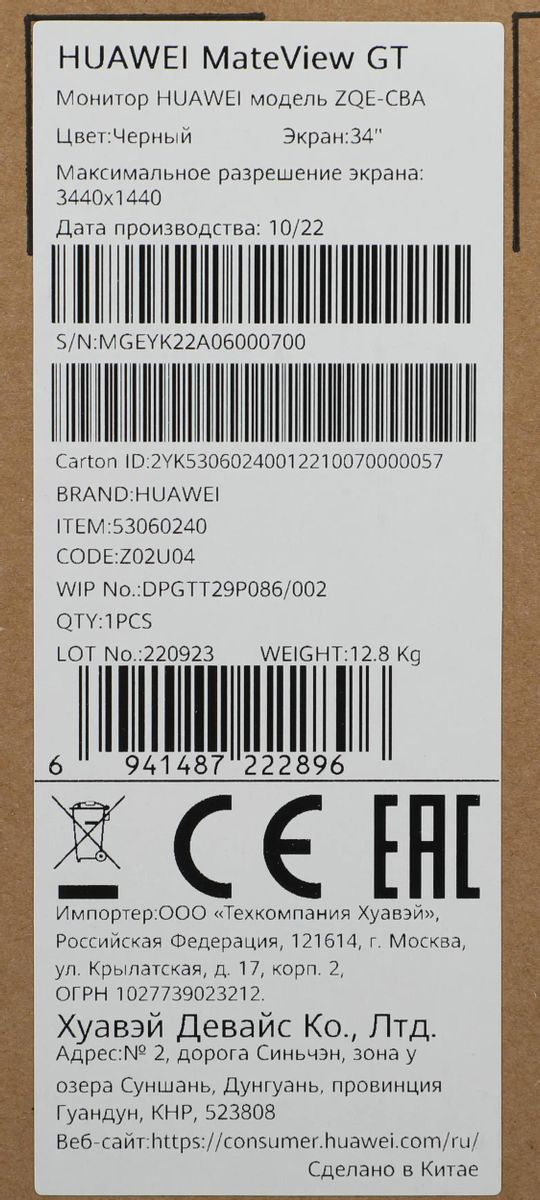 HUAWEI MateView GT
Монитор HUAWEI модель ZQE-CBA
Цвет:Черный Экран:34"
Максимальное разрешение экрана:
3440x1440
Дата производства: 10/22
S/N:MGEYK22A06000700
Carton ID:2YK53060240012210070000057
BRAND:HUAWEI
ITEM:53060240
CODE:Z02U04
WIP No.:DPGTT29P086/002
QTY:1PCS
LOT No.:220923 WEIGHT:12.8 Kg
6 941487 222896
CE EAC
Импортер:ООО «Техкомпания Хуавэй»,
Российская Федерация, 121614, г. Москва,
ул. Крылатская, д. 17, корп. 2,
ОГРН 1027739023212.
Хуавэй Девайс Ко., Лтд.
Адрес:№ 2, дорога Синьчэн, зона у
озера Суншань, Дунгуань, провинция
Гуандун, КНР, 523808
Веб-сайт:https://consumer.huawei.com/ru/
Сделано в Китае